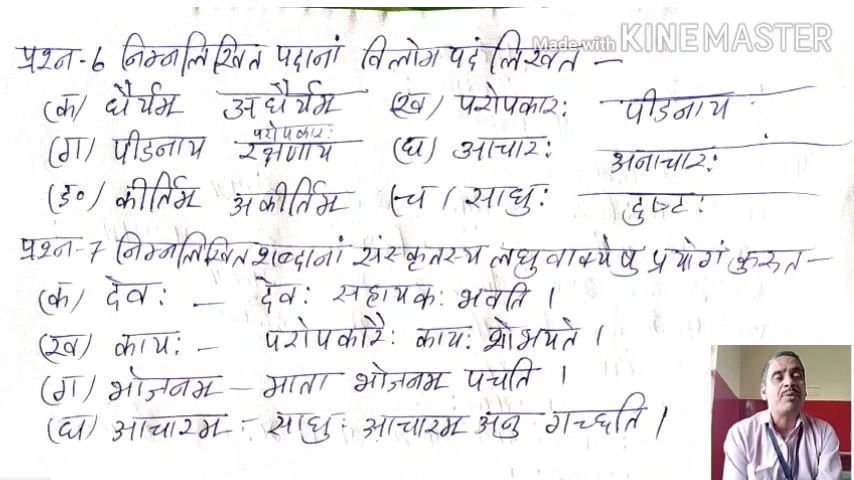 Made with KINEMASTER
प्रश्न-6 निम्नलिखित पदानां विलोम पदं लिखत –
(क) धैर्यम अधैर्यम (ख) परोपकारः पीडनाय
परोपकारः
(ग) पीडनाय रक्षणाय (घ) आचारः अनाचारः
(ड०) कीर्तिम अकीर्तिम (च) साधुः दुष्टः
प्रश्न-7 निम्नलिखित शब्दानां संस्कृतस्य लघु वाक्येषु प्रयोगं कुरुत –
(क) देवः – देवः सहायकः भवति ।
(ख) कायः – परोपकारैः कायः शोभयते ।
(ग) भोजनम – माता भोजनम पचति ।
(घ) आचारम – साधुः आचारम अनु गच्छति ।